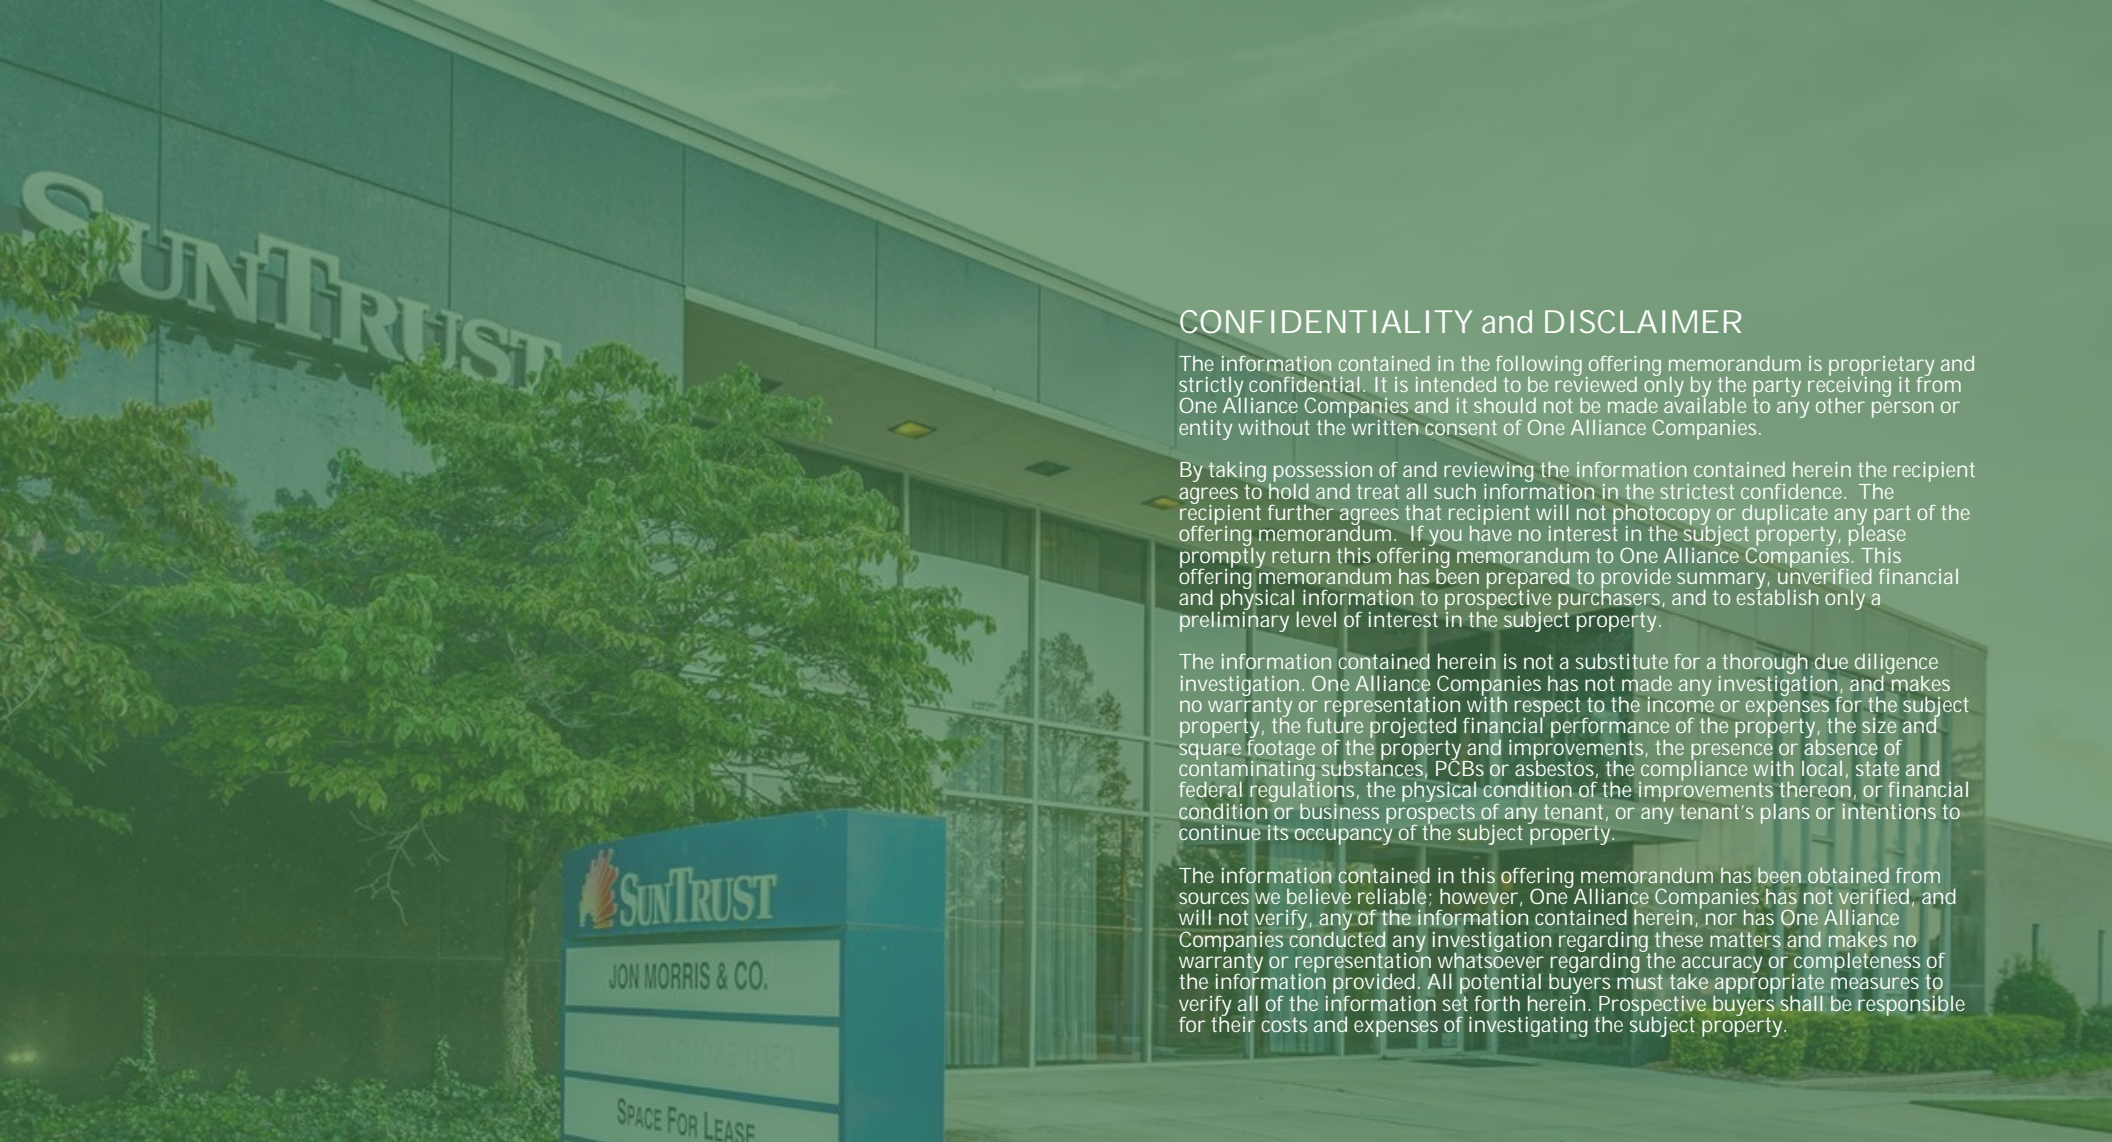 SUNTRUST
SUNTRUST
JON MORRIS & CO.
SPACE FOR LEASE
CONFIDENTIALITY and DISCLAIMER
The information contained in the following offering memorandum is proprietary and
strictly confidential. It is intended to be reviewed only by the party receiving it from
One Alliance Companies and it should not be made available to any other person or
entity without the written consent of One Alliance Companies.
By taking possession of and reviewing the information contained herein the recipient
agrees to hold and treat all such information in the strictest confidence. The
recipient further agrees that recipient will not photocopy or duplicate any part of the
offering memorandum. If you have no interest in the subject property, please
promptly return this offering memorandum to One Alliance Companies. This
offering memorandum has been prepared to provide summary, unverified financial
and physical information to prospective purchasers, and to establish only a
preliminary level of interest in the subject property.
The information contained herein is not a substitute for a thorough due diligence
investigation. One Alliance Companies has not made any investigation, and makes
no warranty or representation with respect to the income or expenses for the subject
property, the future projected financial performance of the property, the size and
square footage of the property and improvements, the presence or absence of
contaminating substances, PCBs or asbestos, the compliance with local, state and
federal regulations, the physical condition of the improvements thereon, or financial
condition or business prospects of any tenant, or any tenant's plans or intentions to
continue its occupancy of the subject property.
The information contained in this offering memorandum has been obtained from
sources we believe reliable; however, One Alliance Companies has not verified, and
will not verify, any of the information contained herein, nor has One Alliance
Companies conducted any investigation regarding these matters and makes no
warranty or representation whatsoever regarding the accuracy or completeness of
the information provided. All potential buyers must take appropriate measures to
verify all of the information set forth herein. Prospective buyers shall be responsible
for their costs and expenses of investigating the subject property.